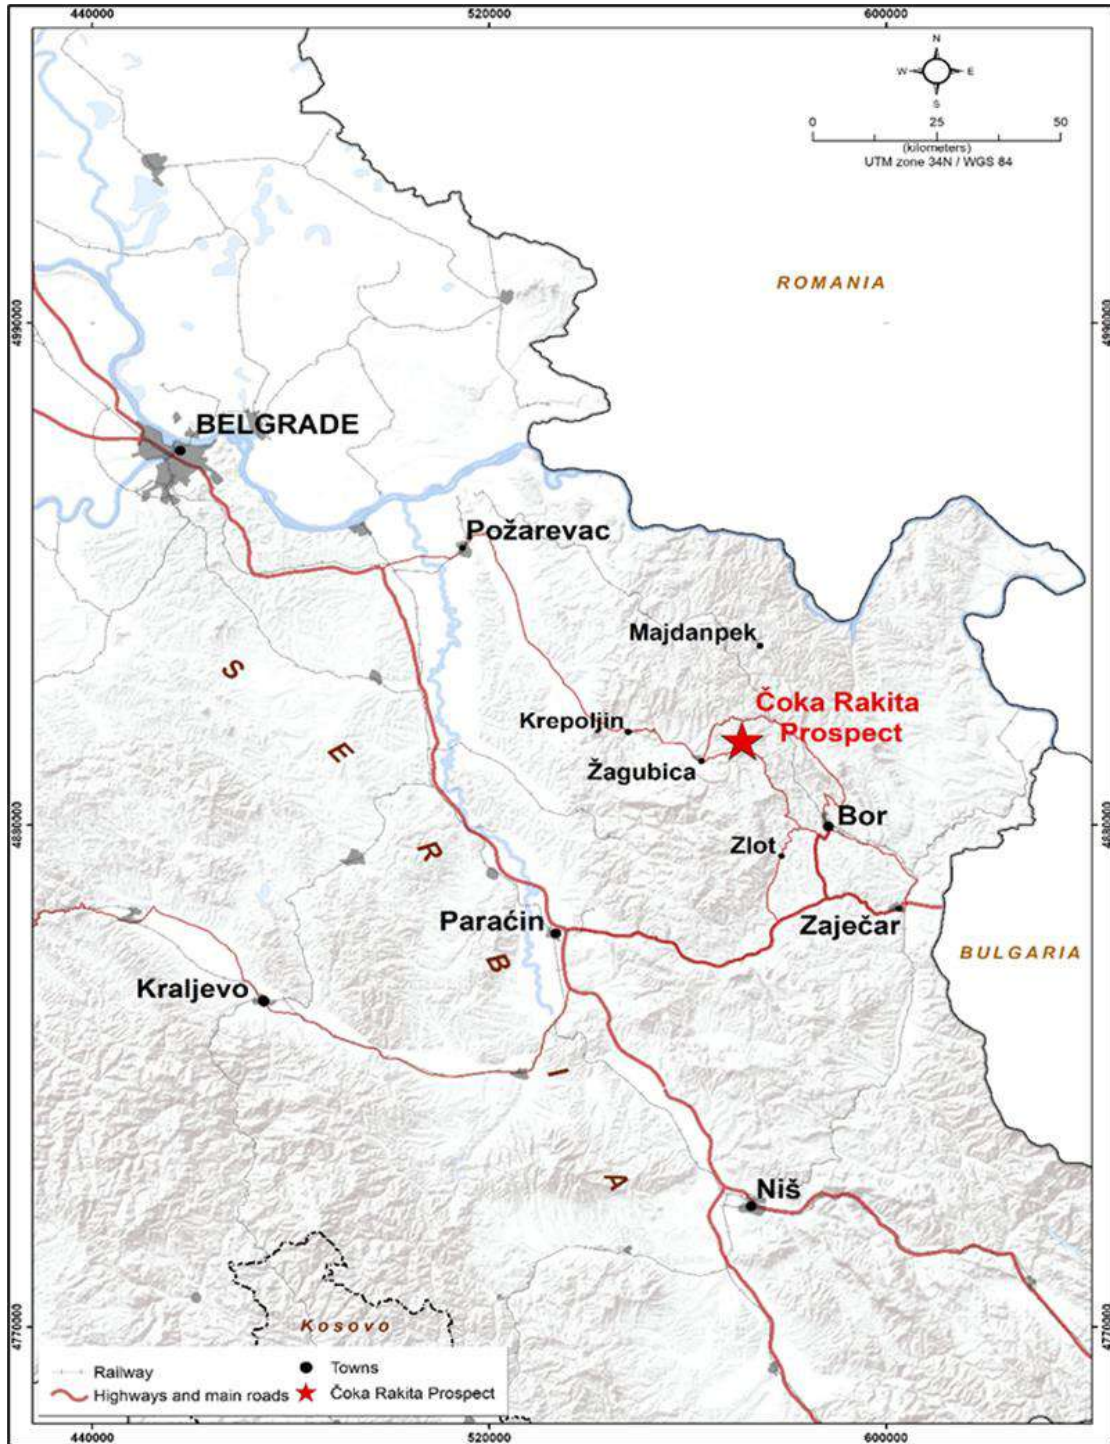 440000
520000
600000
N
W
E
S
0
25
50
(kilometers)
UTM zone 34N / WGS 84
ROMANIA
4990000
4990000
BELGRADE
Požarevac
Majdanpek
Čoka Rakita
Prospect
Krepoljin
Žagubica
Bor
Zlot
4880000
4880000
Paraćin
Zaječar
BULGARIA
Kraljevo
S E R B I A
Niš
4770000
4770000
Kosovo
Railway
Towns
Highways and main roads
Čoka Rakita Prospect
440000
520000
600000